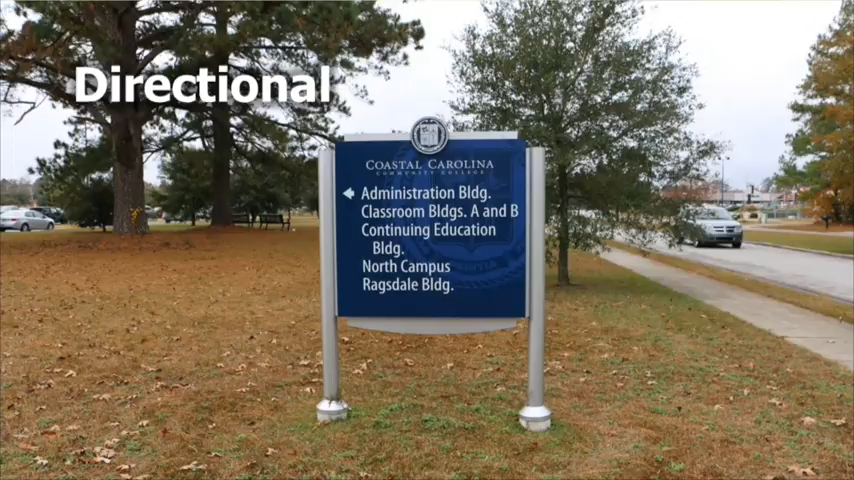 Directional
COASTAL CAROLINA
COMMUNITY COLLEGE
Administration Bldg.
Classroom Bldgs. A and B
Continuing Education
Bldg.
North Campus
Ragsdale Bldg.